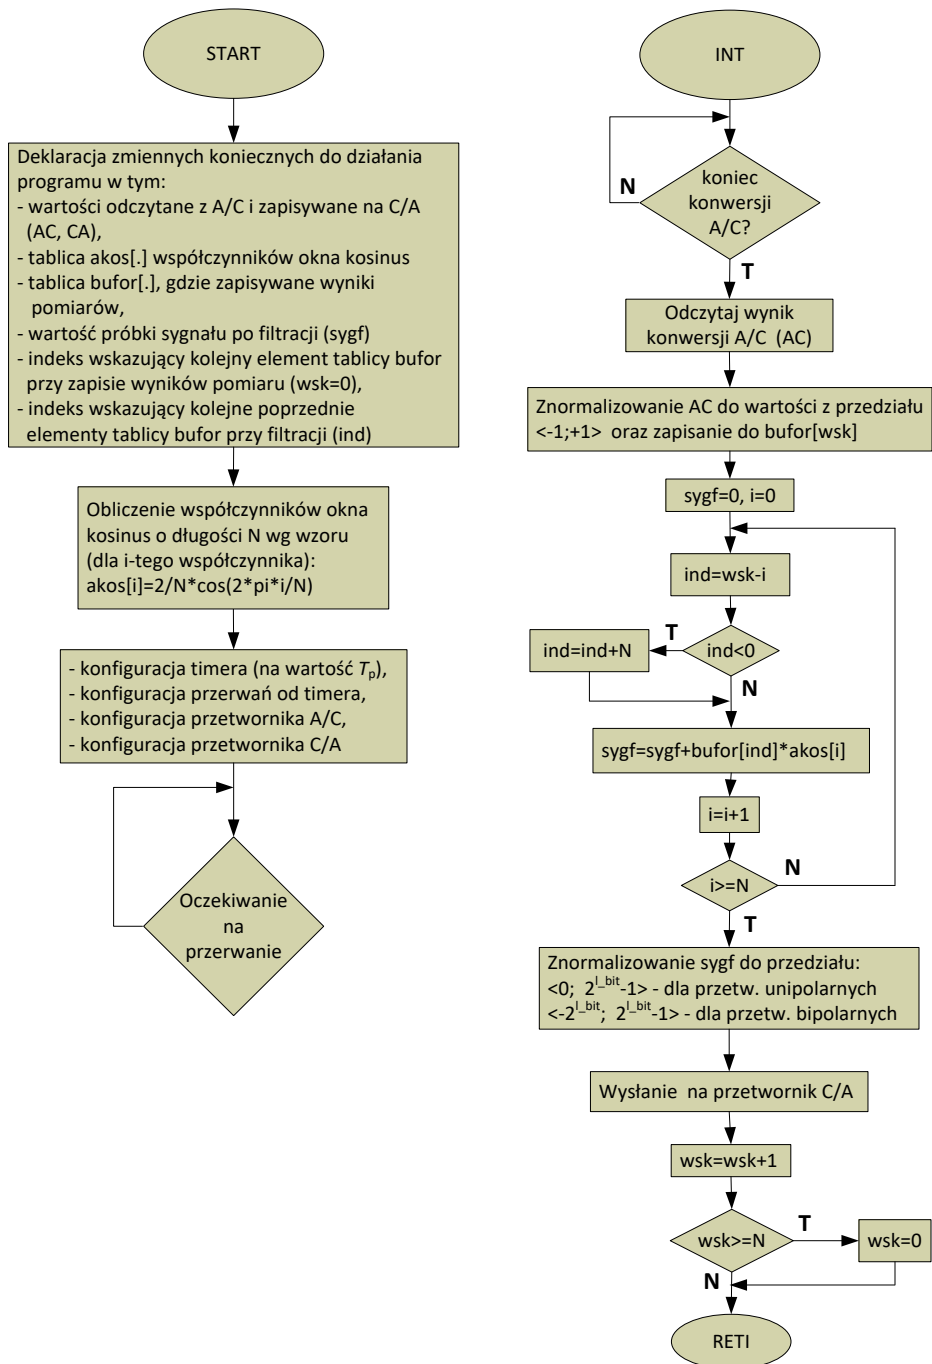 START
Deklaracja zmiennych koniecznych do działania
programu w tym:
- wartości odczytane z A/C i zapisywane na C/A
(AC, CA),
- tablica akos[.] współczynników okna kosinus
- tablica bufor[.], gdzie zapisywane wyniki
pomiarów,
- wartość próbki sygnału po filtracji (sygf)
- indeks wskazujący kolejny element tablicy bufor
przy zapisie wyników pomiaru (wsk=0),
- indeks wskazujący kolejne poprzednie
elementy tablicy bufor przy filtracji (ind)
Obliczenie współczynników okna
kosinus o długości N wg wzoru
(dla i-tego współczynnika):
akos[i]=2/N*cos(2*pi*i/N)
- konfiguracja timera (na wartość Tp),
- konfiguracja przerwań od timera,
- konfiguracja przetwornika A/C,
- konfiguracja przetwornika C/A
Oczekiwanie
na
przerwanie
INT
N
koniec
konwersji
A/C?
T
Odczytaj wynik
konwersji A/C (AC)
Znormalizowanie AC do wartości z przedziału
<-1;+1> oraz zapisanie do bufor[wsk]
sygf=0, i=0
ind=wsk-i
T
ind=ind+N
ind<0
N
sygf=sygf+bufor[ind]*akos[i]
i=i+1
N
i>=N
T
Znormalizowanie sygf do przedziału:
<0; 2^l_bit-1> - dla przetw. unipolarnych
<-2^l_bit; 2^l_bit-1> - dla przetw. bipolarnych
Wysłanie na przetwornik C/A
wsk=wsk+1
T
wsk>=N
wsk=0
N
RETI